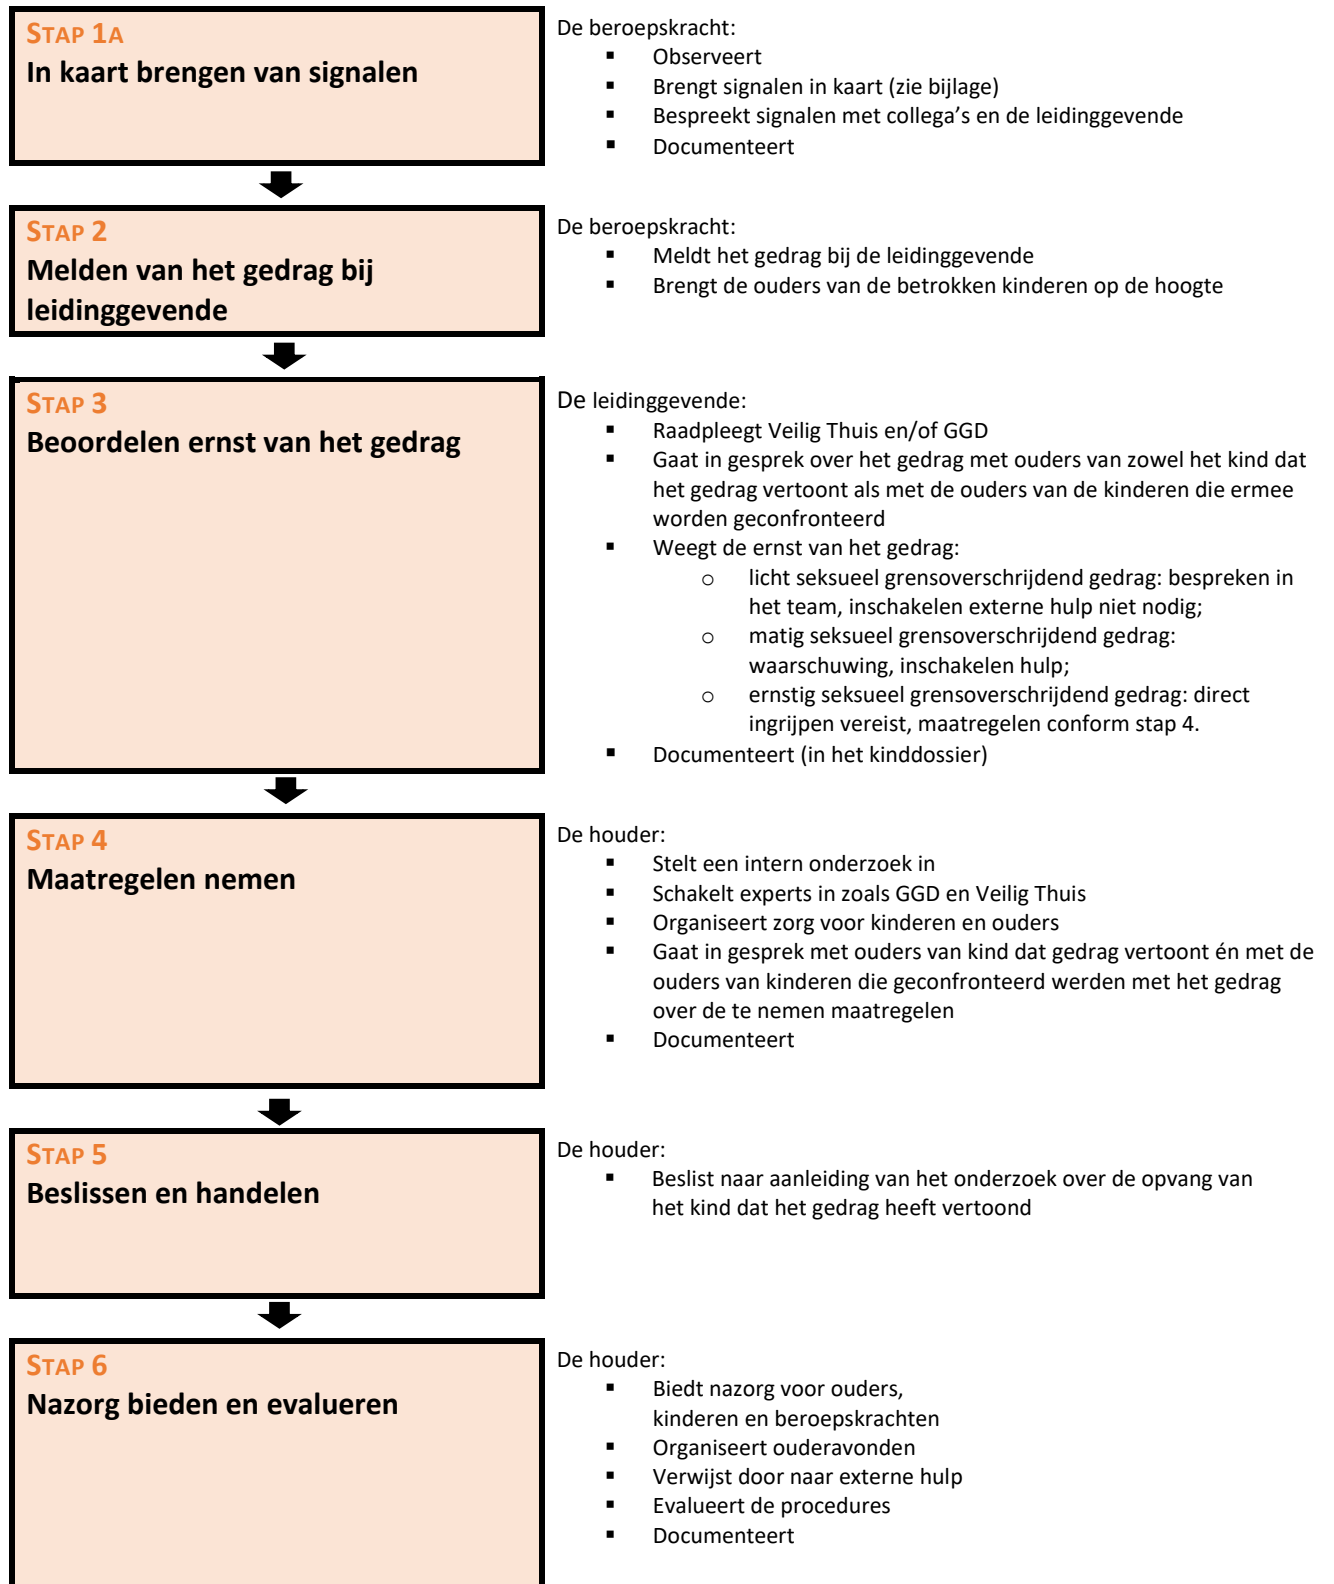 STAP 1A
In kaart brengen van signalen
De beroepskracht:
▪ Observeert
▪ Brengt signalen in kaart (zie bijlage)
▪ Bespreekt signalen met collega’s en de leidinggevende
▪ Documenteert
STAP 2
Melden van het gedrag bij
leidinggevende
De beroepskracht:
▪ Meldt het gedrag bij de leidinggevende
▪ Brengt de ouders van de betrokken kinderen op de hoogte
STAP 3
Beoordelen ernst van het gedrag
De leidinggevende:
▪ Raadpleegt Veilig Thuis en/of GGD
▪ Gaat in gesprek over het gedrag met ouders van zowel het kind dat
het gedrag vertoont als met de ouders van de kinderen die ermee
worden geconfronteerd
▪ Weegt de ernst van het gedrag:
o licht seksueel grensoverschrijdend gedrag: bespreken in
het team, inschakelen externe hulp niet nodig;
o matig seksueel grensoverschrijdend gedrag:
waarschuwing, inschakelen hulp;
o ernstig seksueel grensoverschrijdend gedrag: direct
ingrijpen vereist, maatregelen conform stap 4.
▪ Documenteert (in het kinddossier)
STAP 4
Maatregelen nemen
De houder:
▪ Stelt een intern onderzoek in
▪ Schakelt experts in zoals GGD en Veilig Thuis
▪ Organiseert zorg voor kinderen en ouders
▪ Gaat in gesprek met ouders van kind dat gedrag vertoont én met de
ouders van kinderen die geconfronteerd werden met het gedrag
over de te nemen maatregelen
▪ Documenteert
STAP 5
Beslissen en handelen
De houder:
▪ Beslist naar aanleiding van het onderzoek over de opvang van
het kind dat het gedrag heeft vertoond
STAP 6
Nazorg bieden en evalueren
De houder:
▪ Biedt nazorg voor ouders,
kinderen en beroepskrachten
▪ Organiseert ouderavonden
▪ Verwijst door naar externe hulp
▪ Evalueert de procedures
▪ Documenteert